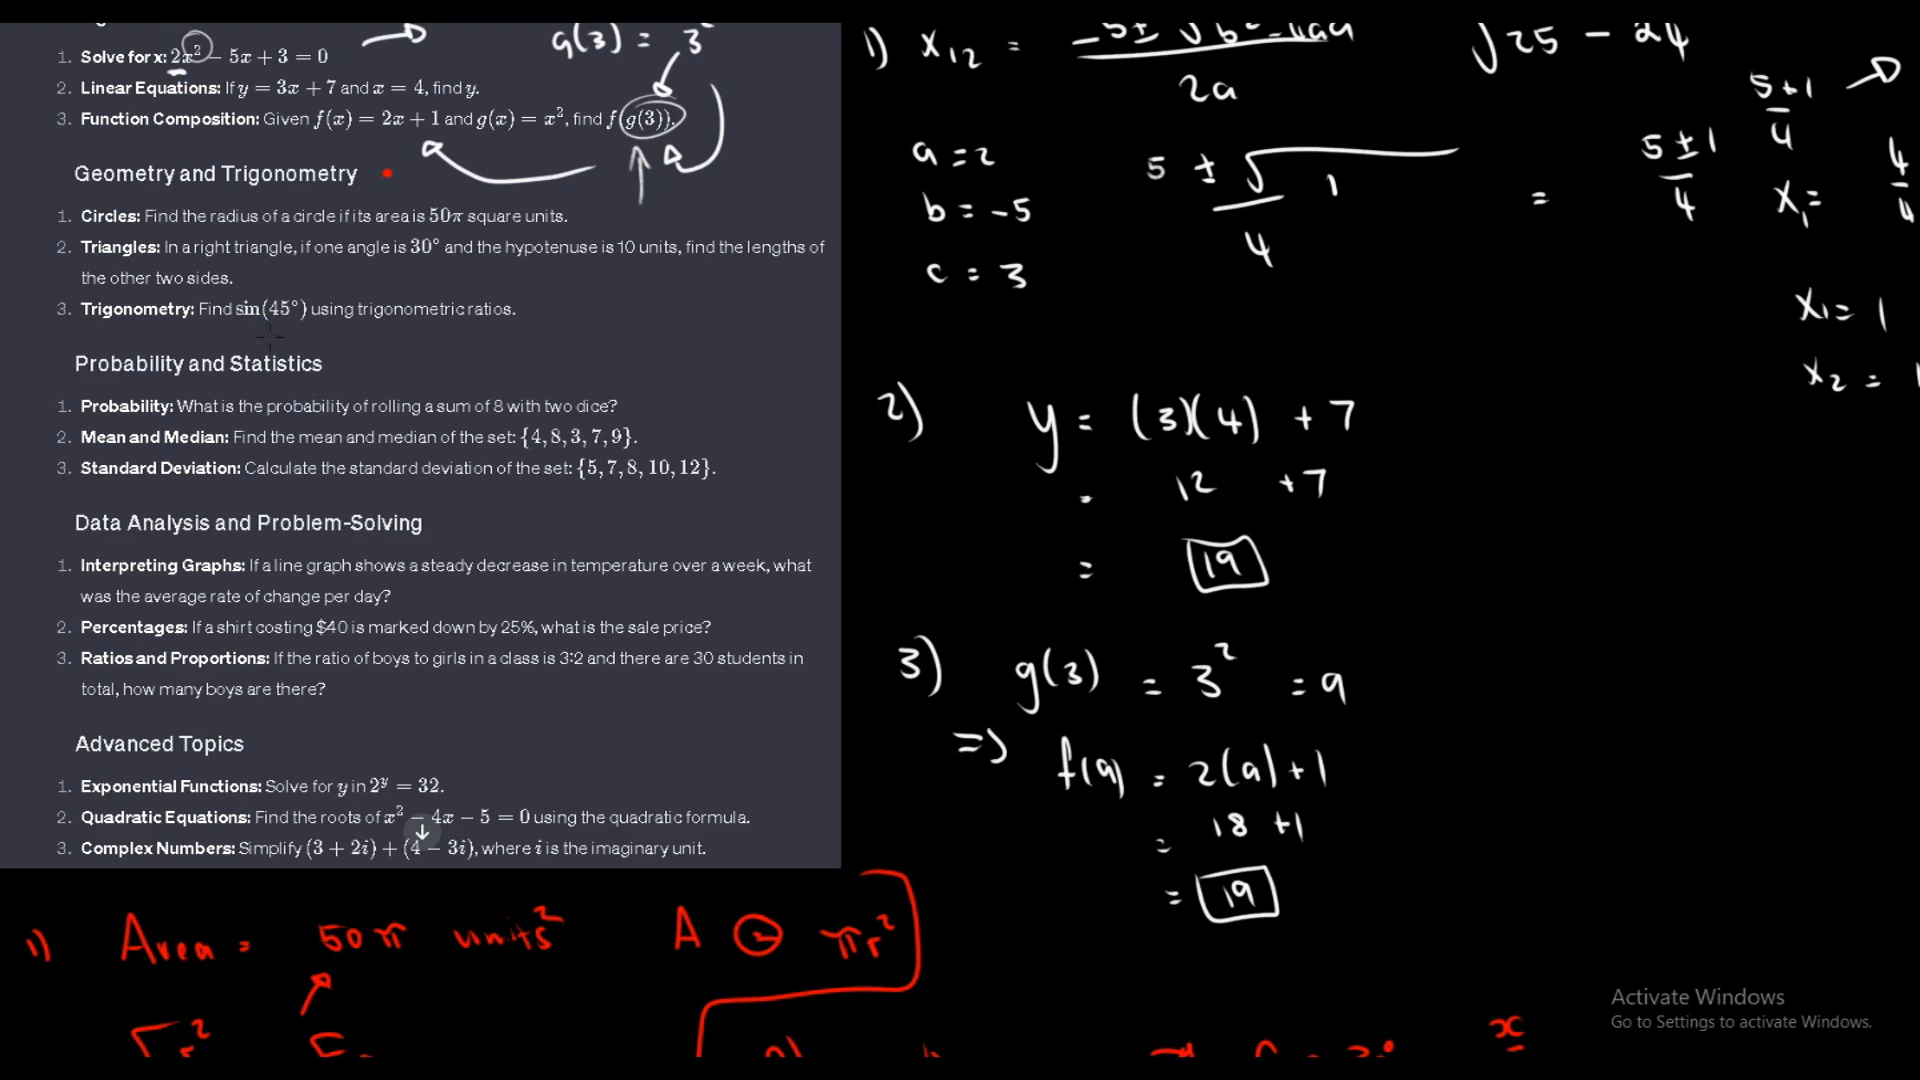 g(3) = 3²
1. Solve for x: 2x² − 5x + 3 = 0
2. Linear Equations: If y = 3x + 7 and x = 4, find y.
3. Function Composition: Given f(x) = 2x + 1 and g(x) = x², find f(g(3)).
Geometry and Trigonometry
1. Circles: Find the radius of a circle if its area is 50π square units.
2. Triangles: In a right triangle, if one angle is 30° and the hypotenuse is 10 units, find the lengths of
the other two sides.
3. Trigonometry: Find sin(45°) using trigonometric ratios.
Probability and Statistics
1. Probability: What is the probability of rolling a sum of 8 with two dice?
2. Mean and Median: Find the mean and median of the set: {4, 8, 3, 7, 9}.
3. Standard Deviation: Calculate the standard deviation of the set: {5, 7, 8, 10, 12}.
Data Analysis and Problem-Solving
1. Interpreting Graphs: If a line graph shows a steady decrease in temperature over a week, what
was the average rate of change per day?
2. Percentages: If a shirt costing $40 is marked down by 25%, what is the sale price?
3. Ratios and Proportions: If the ratio of boys to girls in a class is 3:2 and there are 30 students in
total, how many boys are there?
Advanced Topics
1. Exponential Functions: Solve for y in 2^y = 32.
2. Quadratic Equations: Find the roots of x² − 4x − 5 = 0 using the quadratic formula.
3. Complex Numbers: Simplify (3 + 2i) + (4 − 3i), where i is the imaginary unit.
1) x12 =
2a
√25 − 24
a = 2
b = -5
c = 3
5 ± √1
4
= 5 ± 1
4
5+1
4
x₁ = 4
4
x₁ = 1
x₂ =
2) y = (3)(4) + 7
= 12 + 7
= 19
3) g(3) = 3² = 9
=> f(9) = 2(9) + 1
= 18 + 1
= 19
1) Area = 50π units² A = πr²
Activate Windows
Go to Settings to activate Windows.
x